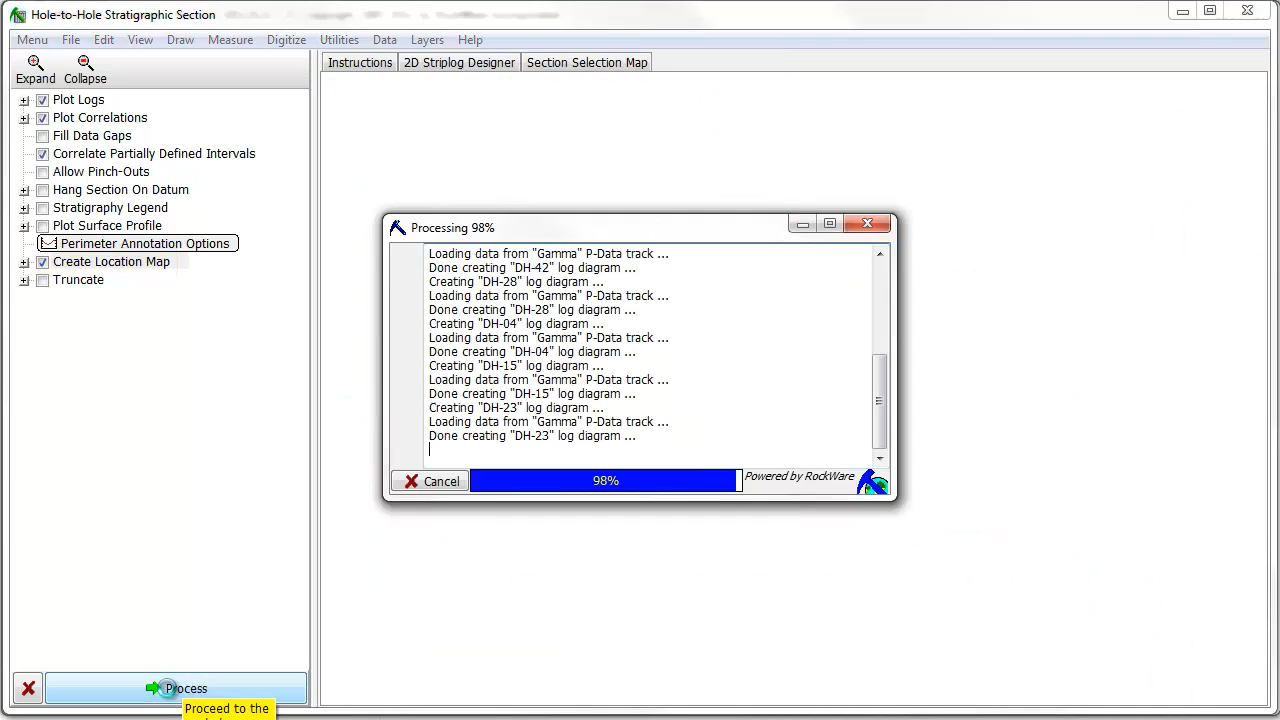 Hole-to-Hole Stratigraphic Section
Menu File Edit View Draw Measure Digitize Utilities Data Layers Help
Expand Collapse
Instructions 2D Striplog Designer Section Selection Map
Plot Logs
Plot Correlations
Fill Data Gaps
Correlate Partially Defined Intervals
Allow Pinch-Outs
Hang Section On Datum
Stratigraphy Legend
Plot Surface Profile
Perimeter Annotation Options
Create Location Map
Truncate
Processing 98%
Loading data from "Gamma" P-Data track ...
Done creating "DH-42" log diagram ...
Creating "DH-28" log diagram ...
Loading data from "Gamma" P-Data track ...
Done creating "DH-28" log diagram ...
Creating "DH-04" log diagram ...
Loading data from "Gamma" P-Data track ...
Done creating "DH-04" log diagram ...
Creating "DH-15" log diagram ...
Loading data from "Gamma" P-Data track ...
Done creating "DH-15" log diagram ...
Creating "DH-23" log diagram ...
Loading data from "Gamma" P-Data track ...
Done creating "DH-23" log diagram ...
Cancel 98% Powered by RockWare
Process
Proceed to the